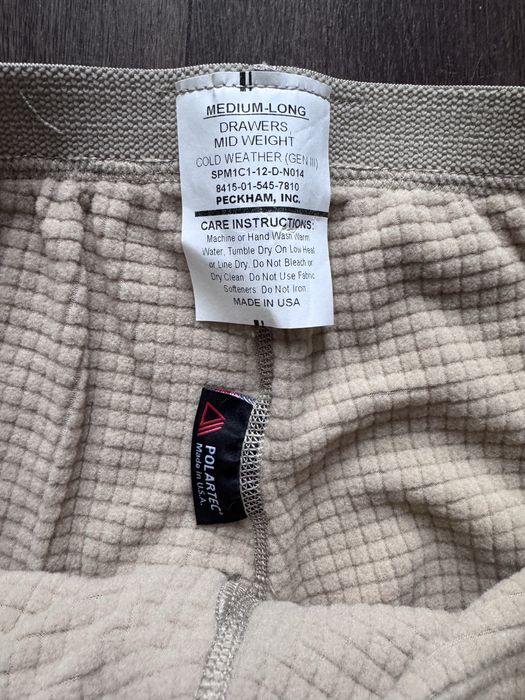 MEDIUM-LONG
DRAWERS,
MID WEIGHT
COLD WEATHER (GEN III)
SPM1C1-12-D-N014
8415-01-545-7810
PECKHAM, INC.
CARE INSTRUCTIONS:
Machine or Hand Wash Warm
Water, Tumble Dry On Low Heat
or Line Dry. Do Not Bleach or
Dry Clean. Do Not Use Fabric
Softeners. Do Not Iron.
MADE IN USA
POLARTEC®
Made in U.S.A.